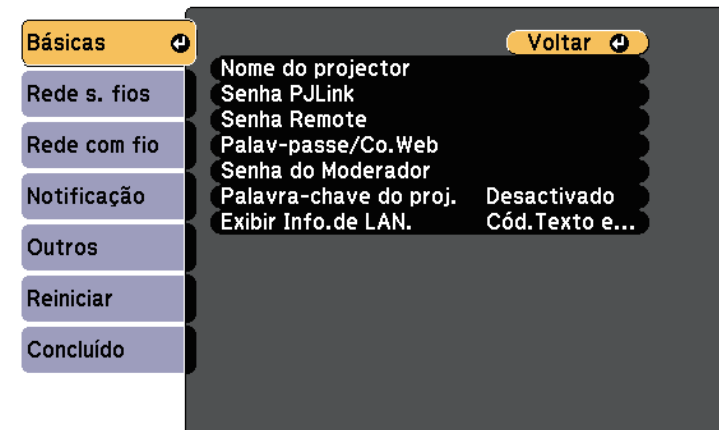 Básicas
Rede s. fios
Rede com fio
Notificação
Outros
Reiniciar
Concluído
Voltar
Nome do projector
Senha PJLink
Senha Remote
Palav-passe/Co.Web
Senha do Moderador
Palavra-chave do proj. Desactivado
Exibir Info.de LAN. Cód.Texto e...